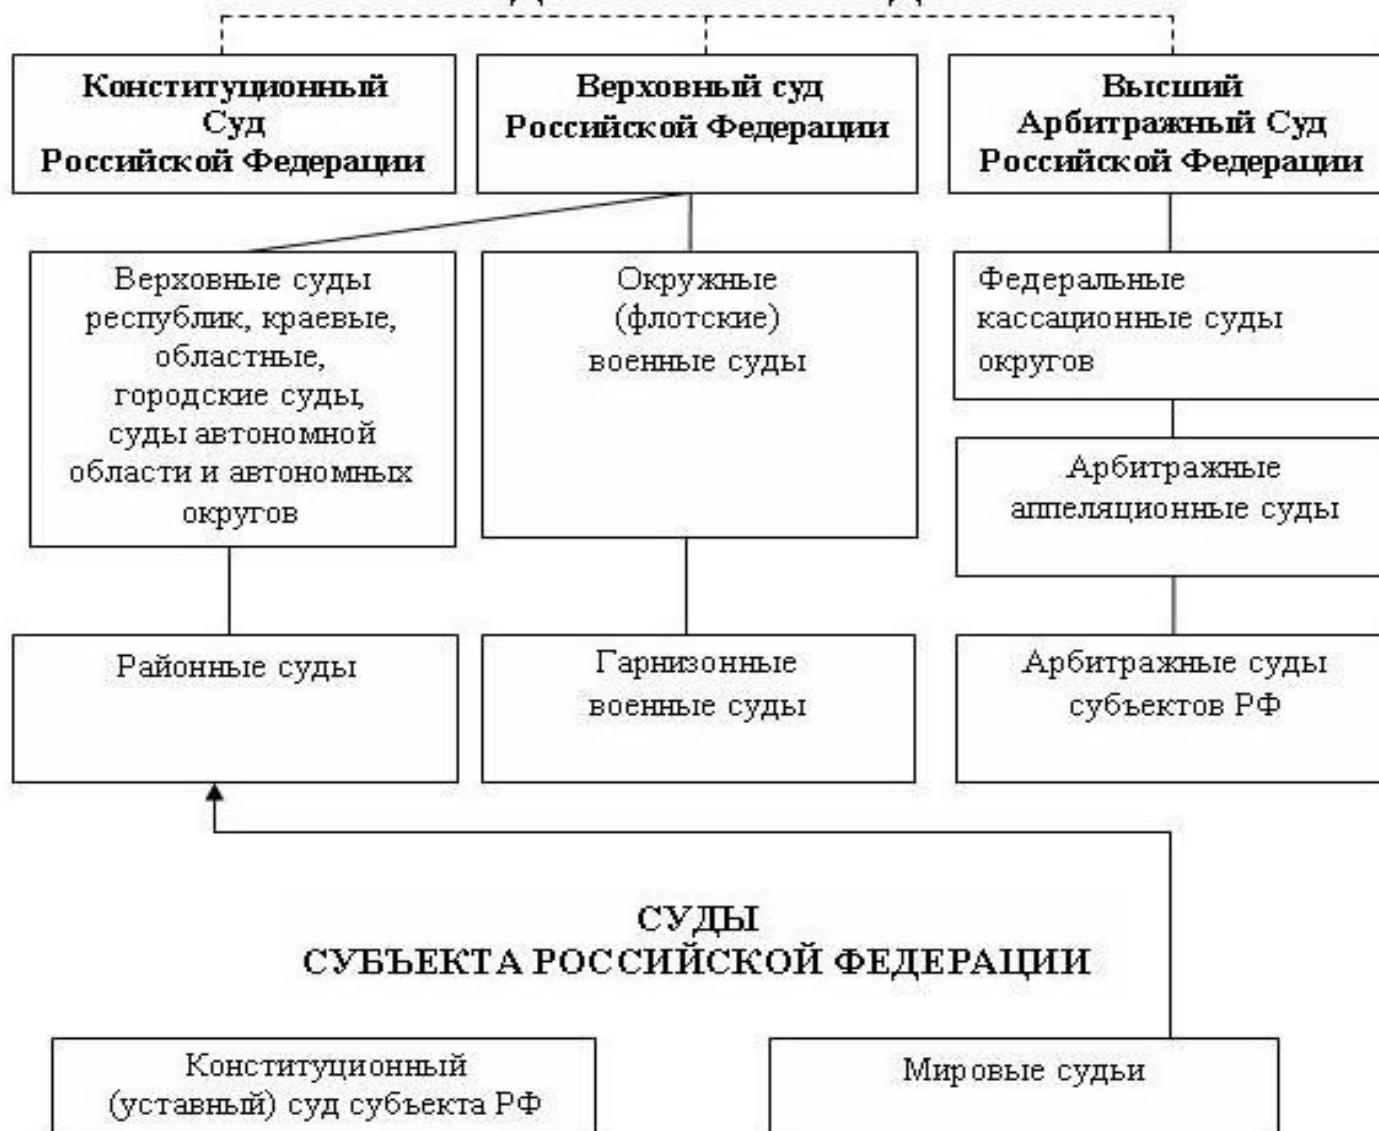 Конституционный
Суд
Российской Федерации
Верховный суд
Российской Федерации
Высший
Арбитражный Суд
Российской Федерации
Верховные суды
республик, краевые,
областные,
городские суды,
суды автономной
области и автономных
округов
Окружные
(флотские)
военные суды
Федеральные
кассационные суды
округов
Арбитражные
аппеляционные суды
Районные суды
Гарнизонные
военные суды
Арбитражные суды
субъектов РФ
СУДЫ
СУБЪЕКТА РОССИЙСКОЙ ФЕДЕРАЦИИ
Конституционный
(уставный) суд субъекта РФ
Мировые судьи